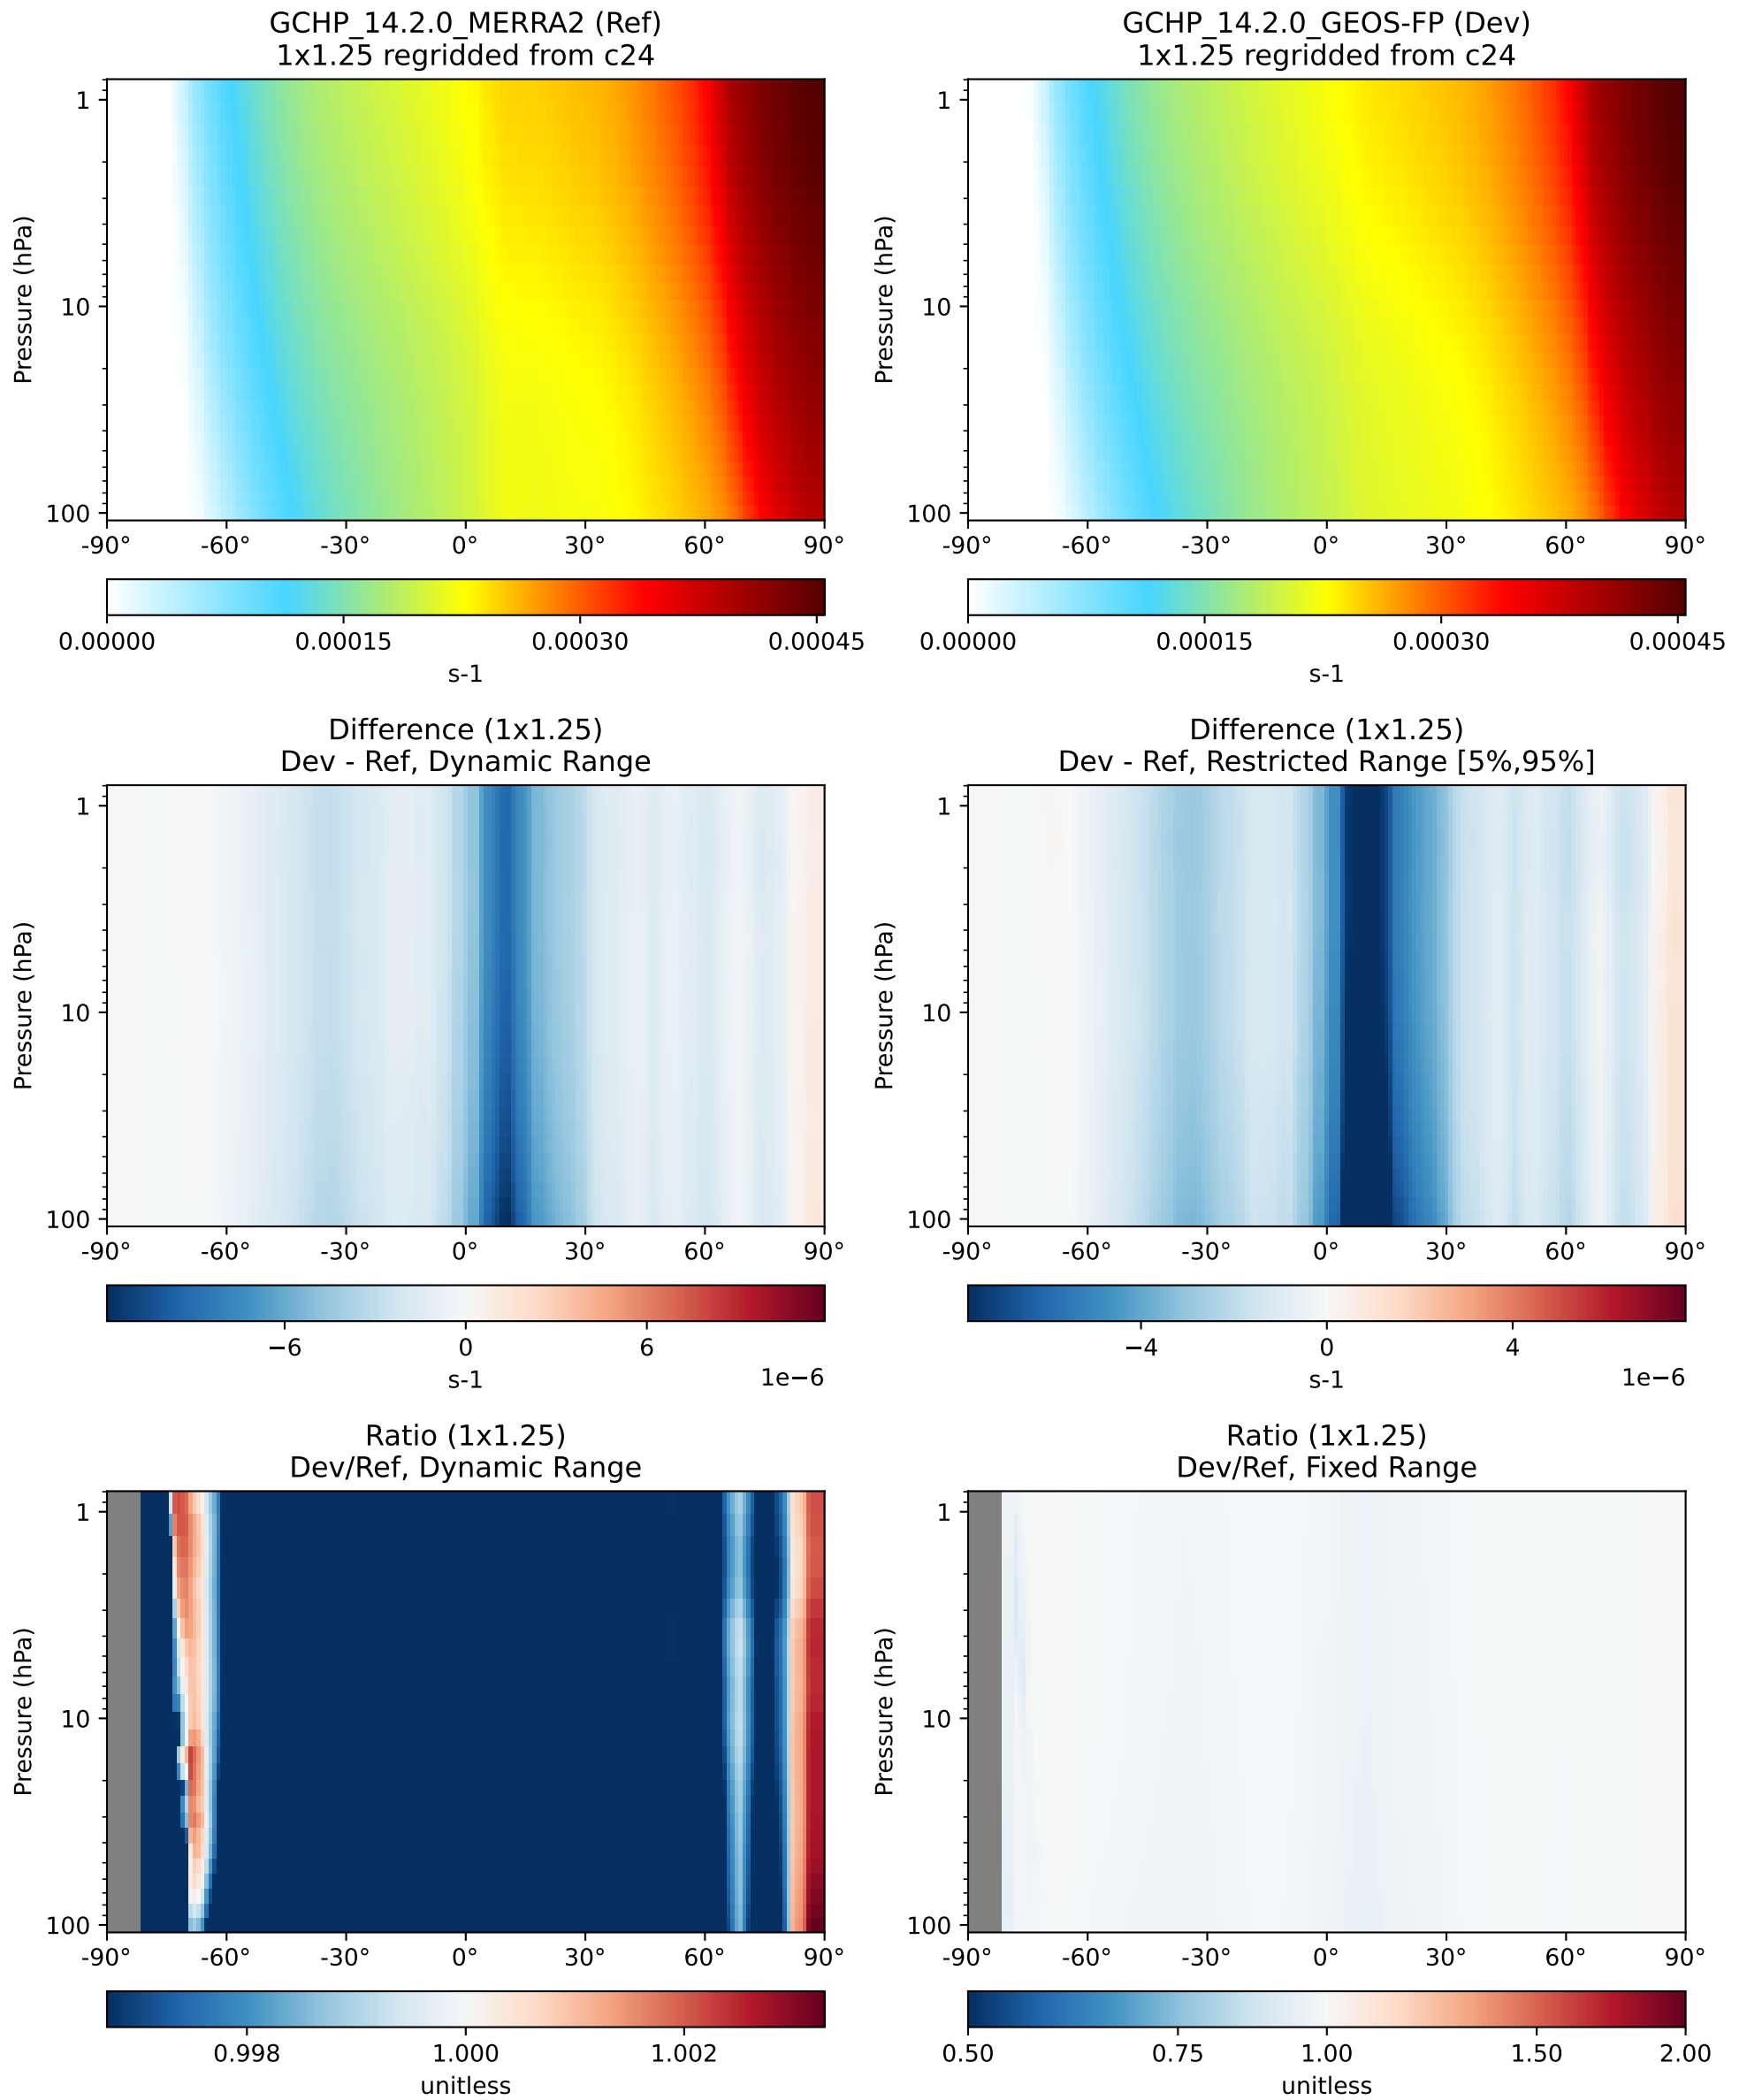 GCHP_14.2.0_MERRA2 (Ref)
1x1.25 regridded from c24
Pressure (hPa)
1
10
100
-90° -60° -30° 0° 30° 60° 90°
0.00000 0.00015 0.00030 0.00045
s-1
GCHP_14.2.0_GEOS-FP (Dev)
1x1.25 regridded from c24
Pressure (hPa)
1
10
100
-90° -60° -30° 0° 30° 60° 90°
0.00000 0.00015 0.00030 0.00045
s-1
Difference (1x1.25)
Dev - Ref, Dynamic Range
Pressure (hPa)
1
10
100
-90° -60° -30° 0° 30° 60° 90°
−6 0 6
s-1
1e−6
Difference (1x1.25)
Dev - Ref, Restricted Range [5%,95%]
Pressure (hPa)
1
10
100
-90° -60° -30° 0° 30° 60° 90°
−4 0 4
s-1
1e−6
Ratio (1x1.25)
Dev/Ref, Dynamic Range
Pressure (hPa)
1
10
100
-90° -60° -30° 0° 30° 60° 90°
0.998 1.000 1.002
unitless
Ratio (1x1.25)
Dev/Ref, Fixed Range
Pressure (hPa)
1
10
100
-90° -60° -30° 0° 30° 60° 90°
0.50 0.75 1.00 1.50 2.00
unitless